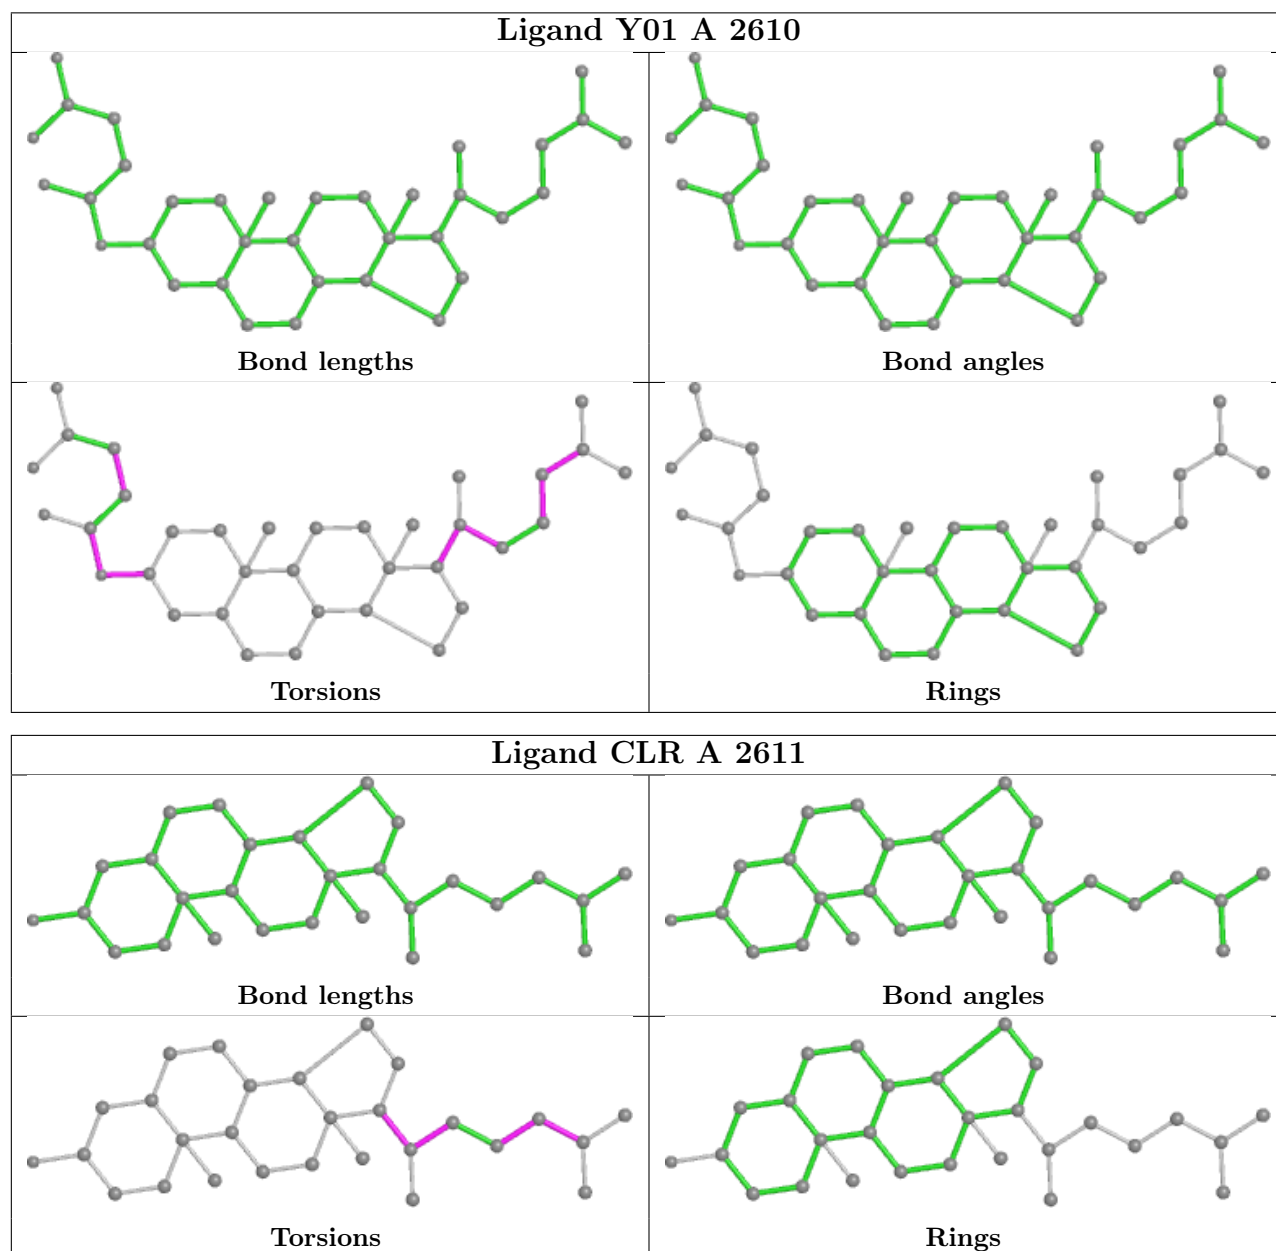 Ligand Y01 A 2610
Bond lengths
Bond angles
Torsions
Rings
Ligand CLR A 2611
Bond lengths
Bond angles
Torsions
Rings